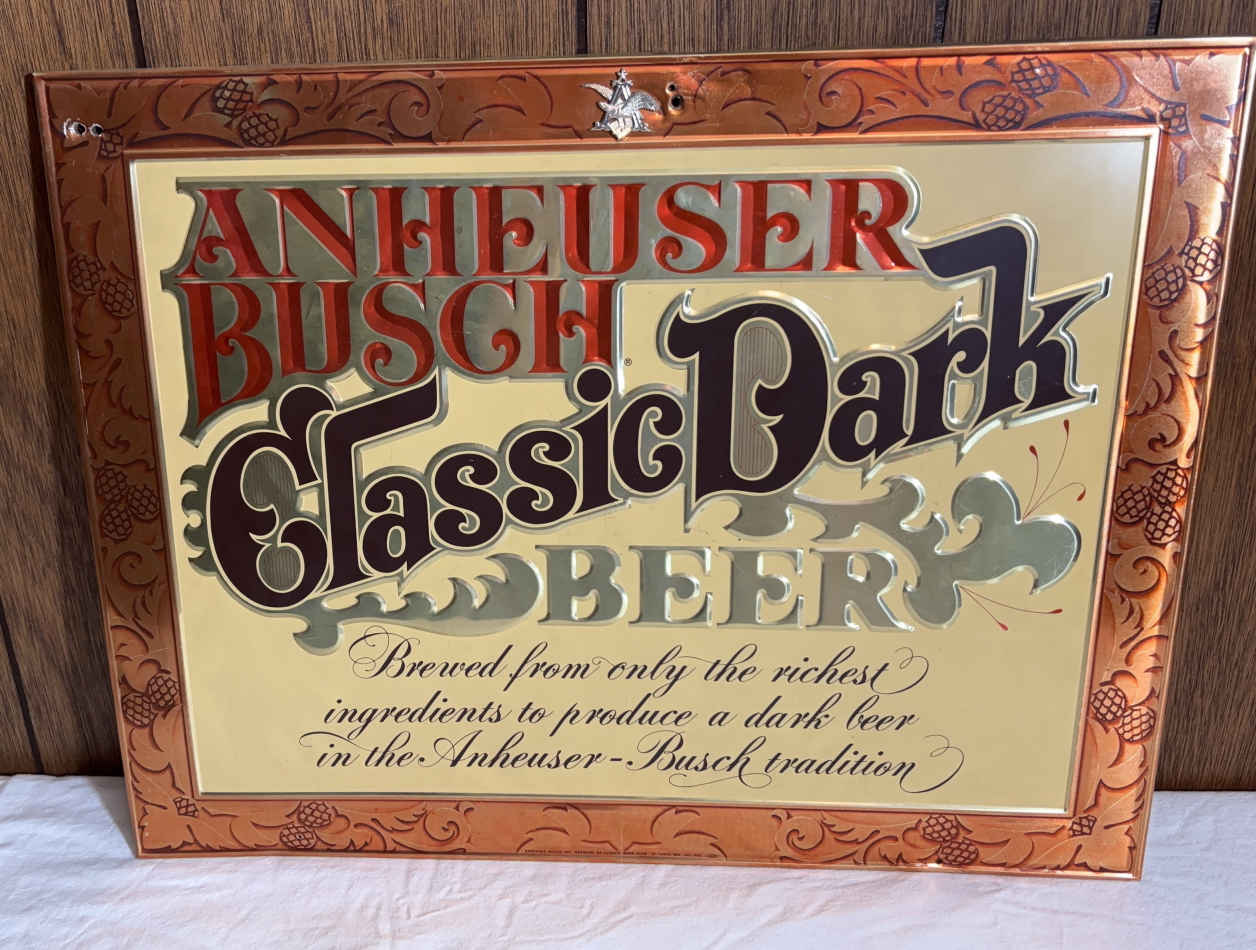 ANHEUSER
BUSCH®
Classic Dark
BEER
Brewed from only the richest
ingredients to produce a dark beer
in the Anheuser-Busch tradition